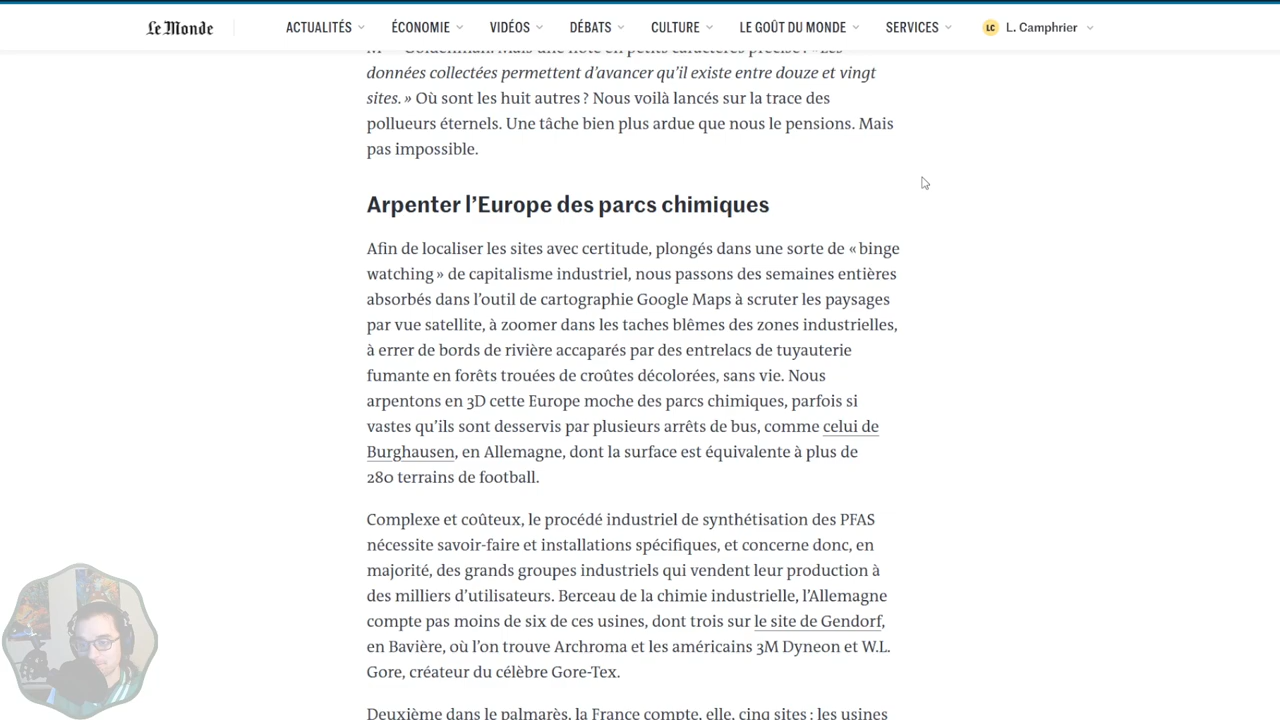 Le Monde
ACTUALITÉS
ÉCONOMIE
VIDÉOS
DÉBATS
CULTURE
LE GOÛT DU MONDE
SERVICES
LC L. Camphrier
Goldenman. Mais une note en petits caractères précise : « Les
données collectées permettent d’avancer qu’il existe entre douze et vingt
sites. » Où sont les huit autres ? Nous voilà lancés sur la trace des
pollueurs éternels. Une tâche bien plus ardue que nous le pensions. Mais
pas impossible.
Arpenter l’Europe des parcs chimiques
Afin de localiser les sites avec certitude, plongés dans une sorte de « binge
watching » de capitalisme industriel, nous passons des semaines entières
absorbés dans l’outil de cartographie Google Maps à scruter les paysages
par vue satellite, à zoomer dans les taches blêmes des zones industrielles,
à errer de bords de rivière accaparés par des entrelacs de tuyauterie
fumante en forêts trouées de croûtes décolorées, sans vie. Nous
arpentons en 3D cette Europe moche des parcs chimiques, parfois si
vastes qu’ils sont desservis par plusieurs arrêts de bus, comme celui de
Burghausen, en Allemagne, dont la surface est équivalente à plus de
280 terrains de football.
Complexe et coûteux, le procédé industriel de synthétisation des PFAS
nécessite savoir-faire et installations spécifiques, et concerne donc, en
majorité, des grands groupes industriels qui vendent leur production à
des milliers d’utilisateurs. Berceau de la chimie industrielle, l’Allemagne
compte pas moins de six de ces usines, dont trois sur le site de Gendorf,
en Bavière, où l’on trouve Archroma et les américains 3M Dyneon et W.L.
Gore, créateur du célèbre Gore-Tex.
Deuxième dans le palmarès, la France compte, elle, cinq sites : les usines